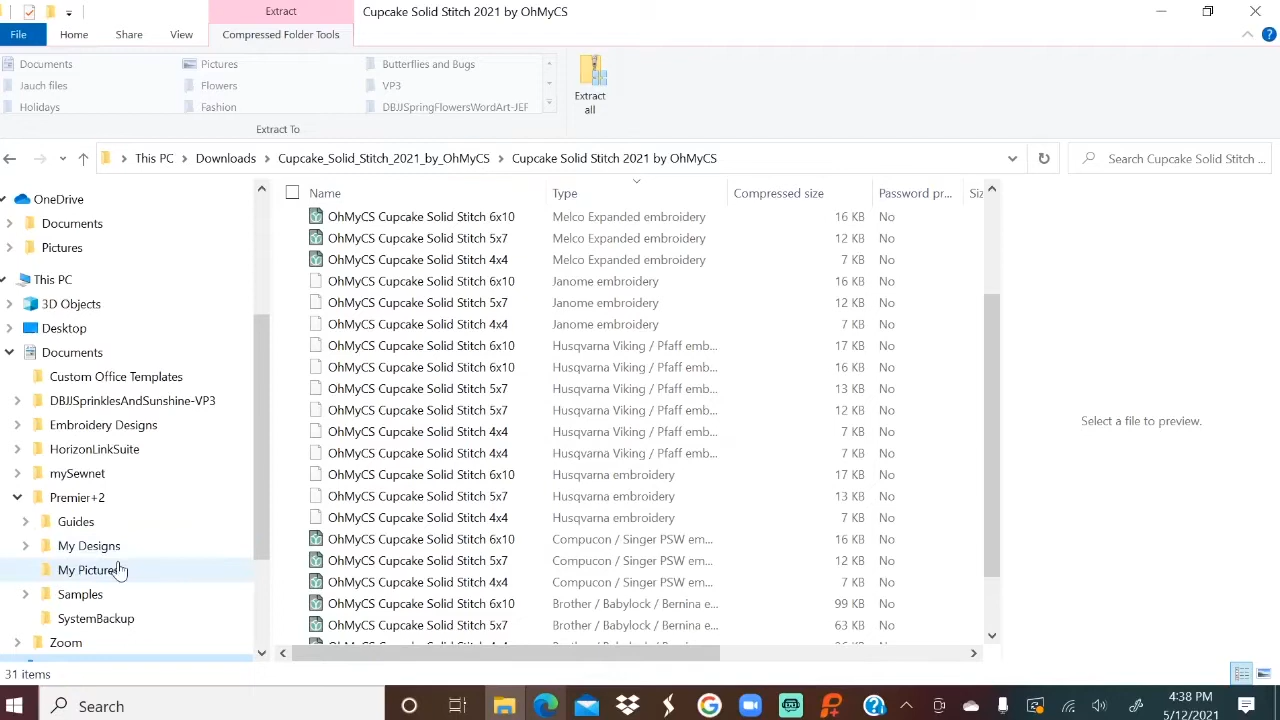 Extract
Cupcake Solid Stitch 2021 by OhMyCS
File Home Share View Compressed Folder Tools
Documents Pictures Butterflies and Bugs
Jauch files Flowers VP3
Holidays Fashion DBJJSpringFlowersWordArt-JEF
Extract all
Extract To
This PC Downloads Cupcake_Solid_Stitch_2021_by_OhMyCS Cupcake Solid Stitch 2021 by OhMyCS
Search Cupcake Solid Stitch ...
OneDrive
Documents
Pictures
This PC
3D Objects
Desktop
Documents
Custom Office Templates
DBJJSprinklesAndSunshine-VP3
Embroidery Designs
HorizonLinkSuite
mySewnet
Premier+2
Guides
My Designs
My Pictures
Samples
SystemBackup
Zoom
Name Type Compressed size Password pr... Siz
OhMyCS Cupcake Solid Stitch 6x10 Melco Expanded embroidery 16 KB No
OhMyCS Cupcake Solid Stitch 5x7 Melco Expanded embroidery 12 KB No
OhMyCS Cupcake Solid Stitch 4x4 Melco Expanded embroidery 7 KB No
OhMyCS Cupcake Solid Stitch 6x10 Janome embroidery 16 KB No
OhMyCS Cupcake Solid Stitch 5x7 Janome embroidery 12 KB No
OhMyCS Cupcake Solid Stitch 4x4 Janome embroidery 7 KB No
OhMyCS Cupcake Solid Stitch 6x10 Husqvarna Viking / Pfaff emb... 17 KB No
OhMyCS Cupcake Solid Stitch 6x10 Husqvarna Viking / Pfaff emb... 16 KB No
OhMyCS Cupcake Solid Stitch 5x7 Husqvarna Viking / Pfaff emb... 13 KB No
OhMyCS Cupcake Solid Stitch 5x7 Husqvarna Viking / Pfaff emb... 12 KB No
OhMyCS Cupcake Solid Stitch 4x4 Husqvarna Viking / Pfaff emb... 7 KB No
OhMyCS Cupcake Solid Stitch 4x4 Husqvarna Viking / Pfaff emb... 7 KB No
OhMyCS Cupcake Solid Stitch 6x10 Husqvarna embroidery 17 KB No
OhMyCS Cupcake Solid Stitch 5x7 Husqvarna embroidery 13 KB No
OhMyCS Cupcake Solid Stitch 4x4 Husqvarna embroidery 7 KB No
OhMyCS Cupcake Solid Stitch 6x10 Compucon / Singer PSW em... 16 KB No
OhMyCS Cupcake Solid Stitch 5x7 Compucon / Singer PSW em... 12 KB No
OhMyCS Cupcake Solid Stitch 4x4 Compucon / Singer PSW em... 7 KB No
OhMyCS Cupcake Solid Stitch 6x10 Brother / Babylock / Bernina e... 99 KB No
OhMyCS Cupcake Solid Stitch 5x7 Brother / Babylock / Bernina e... 63 KB No
Select a file to preview.
31 items
Search
4:38 PM
5/12/2021